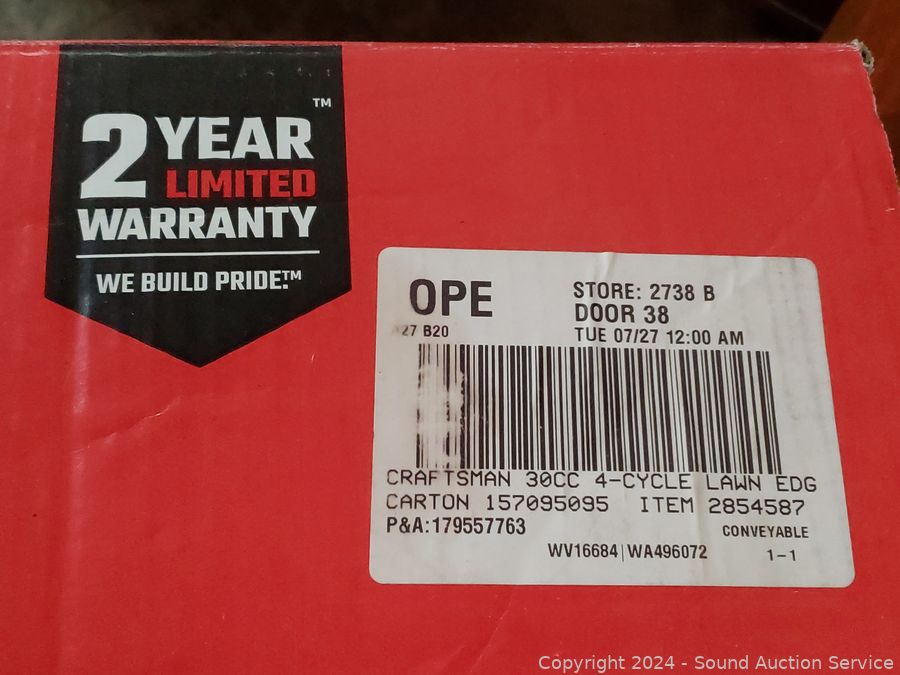 2 YEAR ™
LIMITED
WARRANTY
WE BUILD PRIDE.™
OPE
STORE: 2738 B
DOOR 38
27 B20
TUE 07/27 12:00 AM
CRAFTSMAN 30CC 4-CYCLE LAWN EDG
CARTON 157095095 ITEM 2854587
P&A:179557763
CONVEYABLE
WV16684|WA496072
1-1
Copyright 2024 - Sound Auction Service